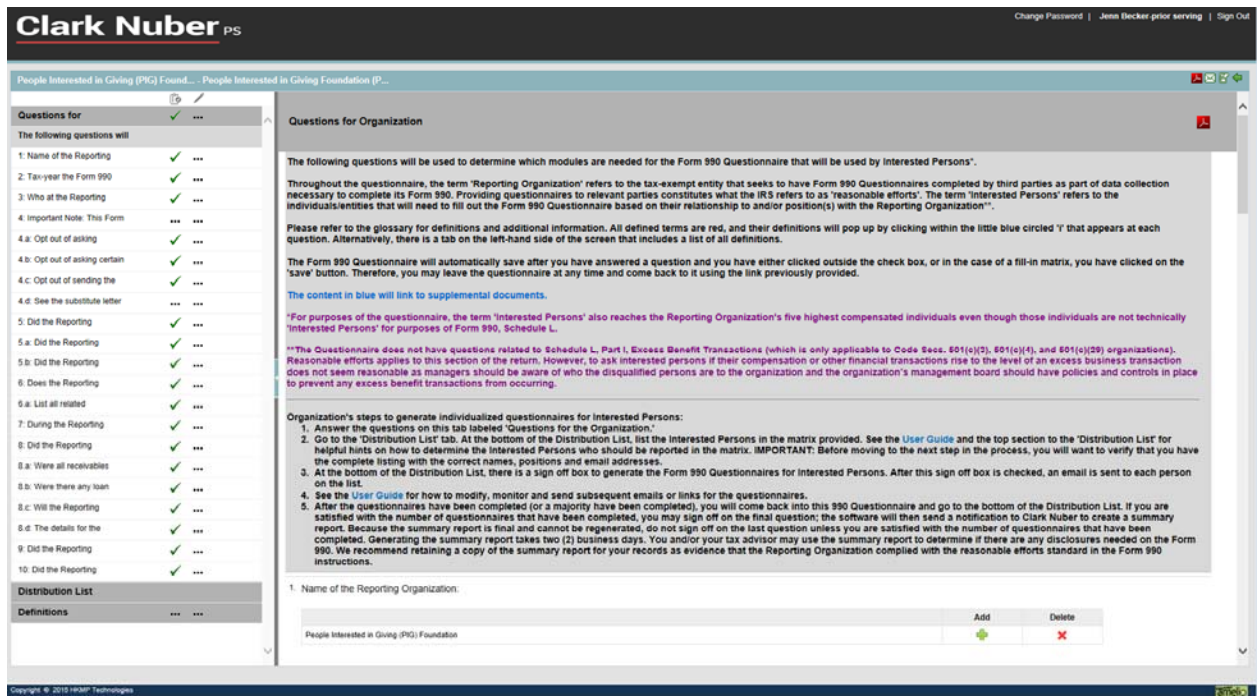 Clark Nuber PS
Change Password | Jenn Becker-prior serving | Sign Out
People Interested in Giving (PIG) Found... - People Interested in Giving Foundation (P...
Questions for ...
The following questions will
1: Name of the Reporting ...
2: Tax-year the Form 990 ...
3: Who at the Reporting ...
4: Important Note: This Form ... ...
4.a: Opt out of asking ...
4.b: Opt out of asking certain ...
4.c: Opt out of sending the ...
4.d: See the substitute letter ... ...
5: Did the Reporting ...
5.a: Did the Reporting ...
5.b: Did the Reporting ...
6: Does the Reporting ...
6.a: List all related ...
7: During the Reporting ...
8: Did the Reporting ...
8.a: Were all receivables ...
8.b: Were there any loan ...
8.c: Will the Reporting ...
8.d: The details for the ...
9: Did the Reporting ...
10: Did the Reporting ...
Distribution List
Definitions ... ...
Questions for Organization
The following questions will be used to determine which modules are needed for the Form 990 Questionnaire that will be used by Interested Persons*.
Throughout the questionnaire, the term 'Reporting Organization' refers to the tax-exempt entity that seeks to have Form 990 Questionnaires completed by third parties as part of data collection
necessary to complete its Form 990. Providing questionnaires to relevant parties constitutes what the IRS refers to as 'reasonable efforts'. The term 'Interested Persons' refers to the
individuals/entities that will need to fill out the Form 990 Questionnaire based on their relationship to and/or position(s) with the Reporting Organization**.
Please refer to the glossary for definitions and additional information. All defined terms are red, and their definitions will pop up by clicking within the little blue circled 'i' that appears at each
question. Alternatively, there is a tab on the left-hand side of the screen that includes a list of all definitions.
The Form 990 Questionnaire will automatically save after you have answered a question and you have either clicked outside the check box, or in the case of a fill-in matrix, you have clicked on the
'save' button. Therefore, you may leave the questionnaire at any time and come back to it using the link previously provided.
The content in blue will link to supplemental documents.
*For purposes of the questionnaire, the term 'Interested Persons' also reaches the Reporting Organization's five highest compensated individuals even though those individuals are not technically
'Interested Persons' for purposes of Form 990, Schedule L.
**The Questionnaire does not have questions related to Schedule L, Part I, Excess Benefit Transactions (which is only applicable to Code Secs. 501(c)(3), 501(c)(4), and 501(c)(29) organizations).
Reasonable efforts applies to this section of the return. However, to ask interested persons if their compensation or other financial transactions rise to the level of an excess business transaction
does not seem reasonable as managers should be aware of who the disqualified persons are to the organization and the organization's management board should have policies and controls in place
to prevent any excess benefit transactions from occurring.
Organization's steps to generate individualized questionnaires for Interested Persons:
1. Answer the questions on this tab labeled 'Questions for the Organization.'
2. Go to the 'Distribution List' tab. At the bottom of the Distribution List, list the Interested Persons in the matrix provided. See the User Guide and the top section to the 'Distribution List' for
helpful hints on how to determine the Interested Persons who should be reported in the matrix. IMPORTANT: Before moving to the next step in the process, you will want to verify that you have
the complete listing with the correct names, positions and email addresses.
3. At the bottom of the Distribution List, there is a sign off box to generate the Form 990 Questionnaires for Interested Persons. After this sign off box is checked, an email is sent to each person
on the list.
4. See the User Guide for how to modify, monitor and send subsequent emails or links for the questionnaires.
5. After the questionnaires have been completed (or a majority have been completed), you will come back into this 990 Questionnaire and go to the bottom of the Distribution List. If you are
satisfied with the number of questionnaires that have been completed, you may sign off on the final question; the software will then send a notification to Clark Nuber to create a summary
report. Because the summary report is final and cannot be regenerated, do not sign off on the last question unless you are satisfied with the number of questionnaires that have been
completed. Generating the summary report takes two (2) business days. You and/or your tax advisor may use the summary report to determine if there are any disclosures needed on the Form
990. We recommend retaining a copy of the summary report for your records as evidence that the Reporting Organization complied with the reasonable efforts standard in the Form 990
instructions.
1. Name of the Reporting Organization:
Add Delete
People Interested in Giving (PIG) Foundation
Copyright © 2015 HKMP Technologies